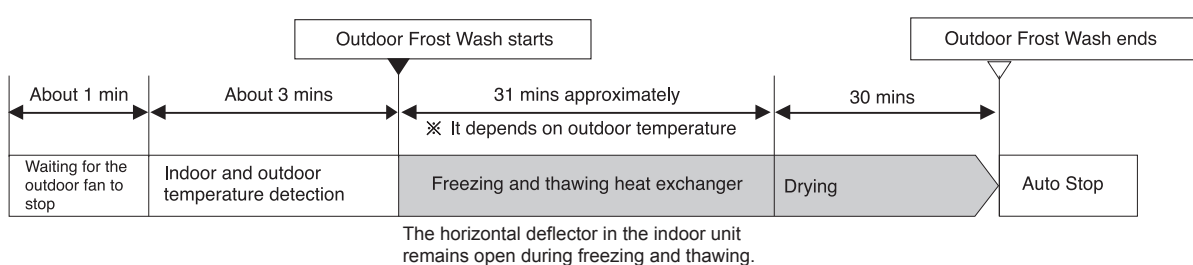 Outdoor Frost Wash starts
Outdoor Frost Wash ends
About 1 min
About 3 mins
31 mins approximately
30 mins
※ It depends on outdoor temperature
Waiting for the
outdoor fan to
stop
Indoor and outdoor
temperature detection
Freezing and thawing heat exchanger
Drying
Auto Stop
The horizontal deflector in the indoor unit
remains open during freezing and thawing.